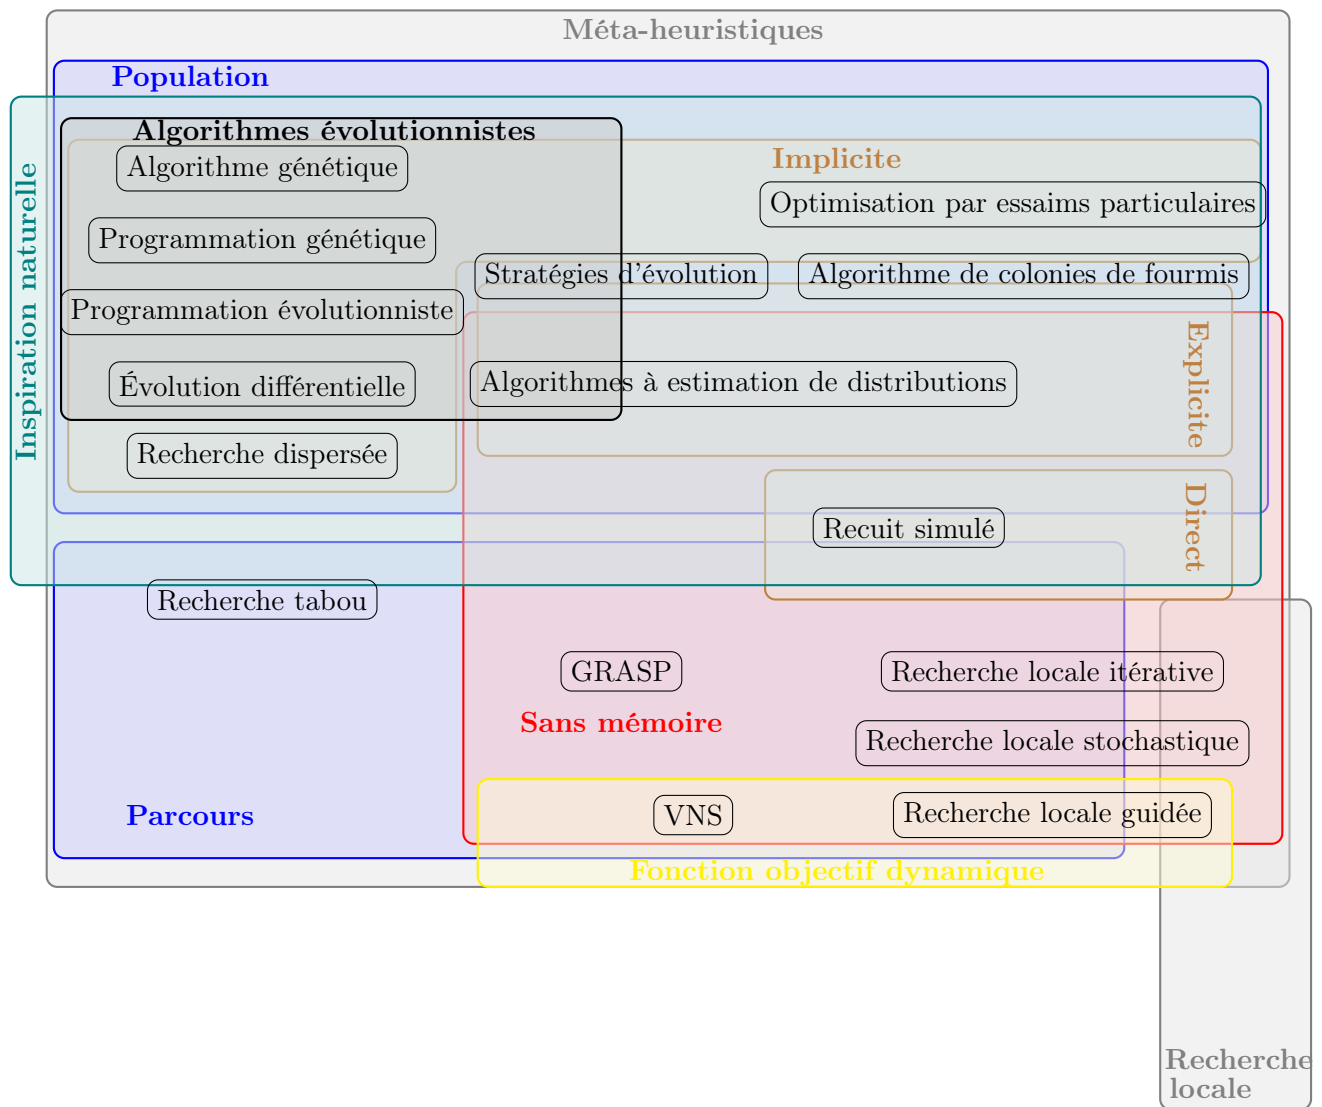 Méta-heuristiques
Population
Algorithmes évolutionnistes
Implicite
Algorithme génétique
Optimisation par essaims particulaires
Programmation génétique
Stratégies d'évolution
Algorithme de colonies de fourmis
Inspiration naturelle
Programmation évolutionniste
Explicite
Évolution différentielle
Algorithmes à estimation de distributions
Recherche dispersée
Direct
Recuit simulé
Recherche tabou
GRASP
Recherche locale itérative
Sans mémoire
Recherche locale stochastique
Parcours
VNS
Recherche locale guidée
Fonction objectif dynamique
Recherche
locale